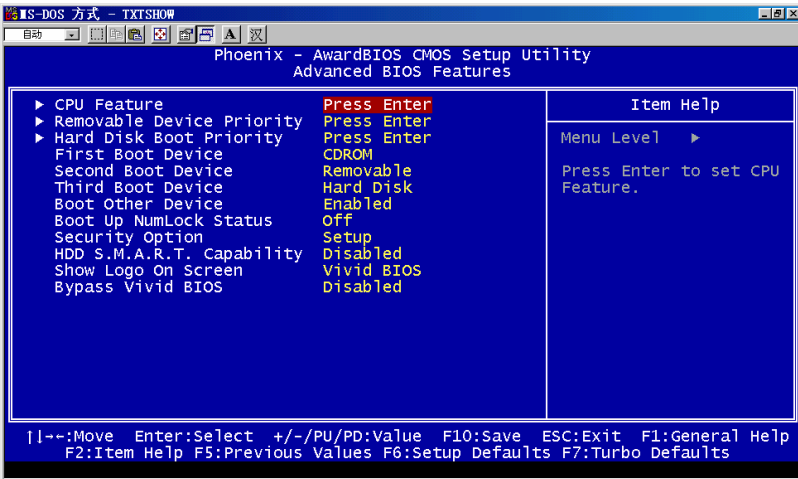 MS-DOS 方式 - TXTSHOW
自动 A 汉
Phoenix - AwardBIOS CMOS Setup Utility
Advanced BIOS Features
▶ CPU Feature Press Enter
▶ Removable Device Priority Press Enter
▶ Hard Disk Boot Priority Press Enter
First Boot Device CDROM
Second Boot Device Removable
Third Boot Device Hard Disk
Boot Other Device Enabled
Boot Up NumLock Status Off
Security Option Setup
HDD S.M.A.R.T. Capability Disabled
Show Logo On Screen Vivid BIOS
Bypass Vivid BIOS Disabled
Item Help
Menu Level ▶
Press Enter to set CPU
Feature.
↑↓→←:Move Enter:Select +/-/PU/PD:Value F10:Save ESC:Exit F1:General Help
F2:Item Help F5:Previous Values F6:Setup Defaults F7:Turbo Defaults